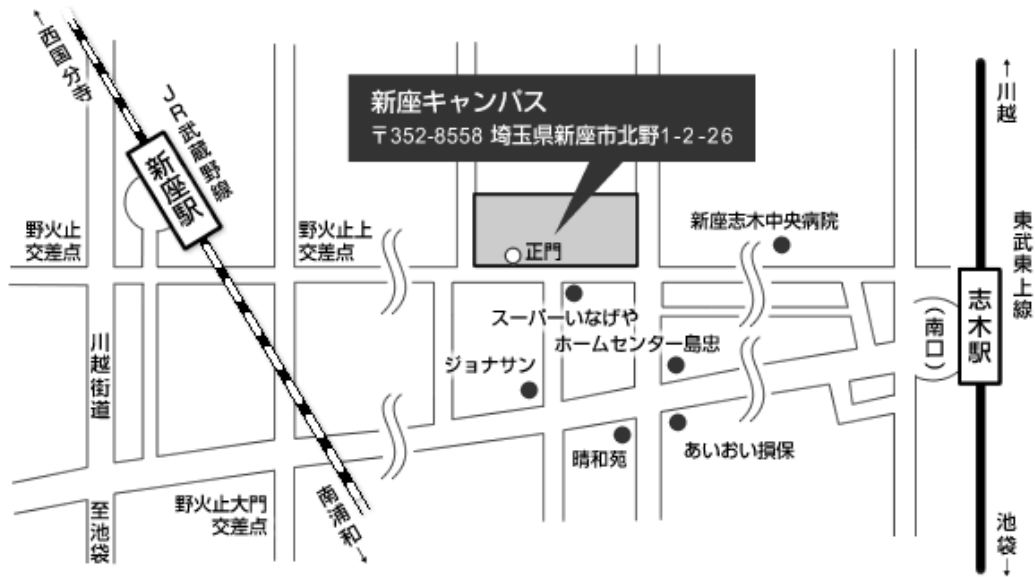 ←西国分寺
JR武蔵野線
新座駅
新座キャンパス
〒352-8558 埼玉県新座市北野1-2-26
←川越
東武東上線
野火止
交差点
野火止上
交差点
正門
新座志木中央病院
志木駅
(南口)
スーパーいなげや
ホームセンター島忠
ジョナサン
川越街道
晴和苑
あいおい損保
野火止大門
交差点
至池袋
南浦和→
池袋→